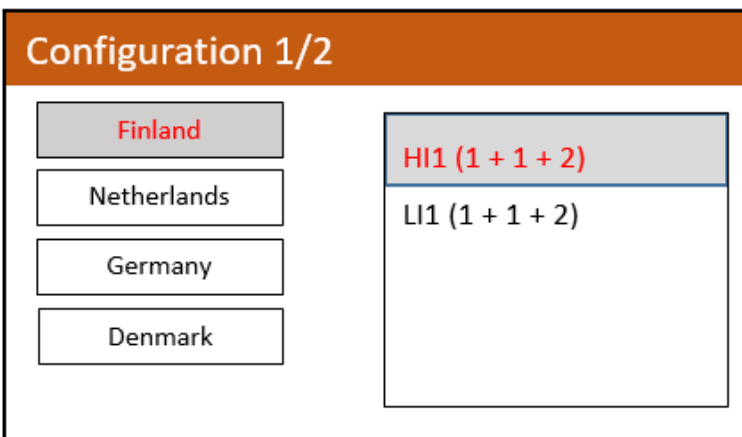 Configuration 1/2
Finland
Netherlands
Germany
Denmark
HI1 (1 + 1 + 2)
LI1 (1 + 1 + 2)